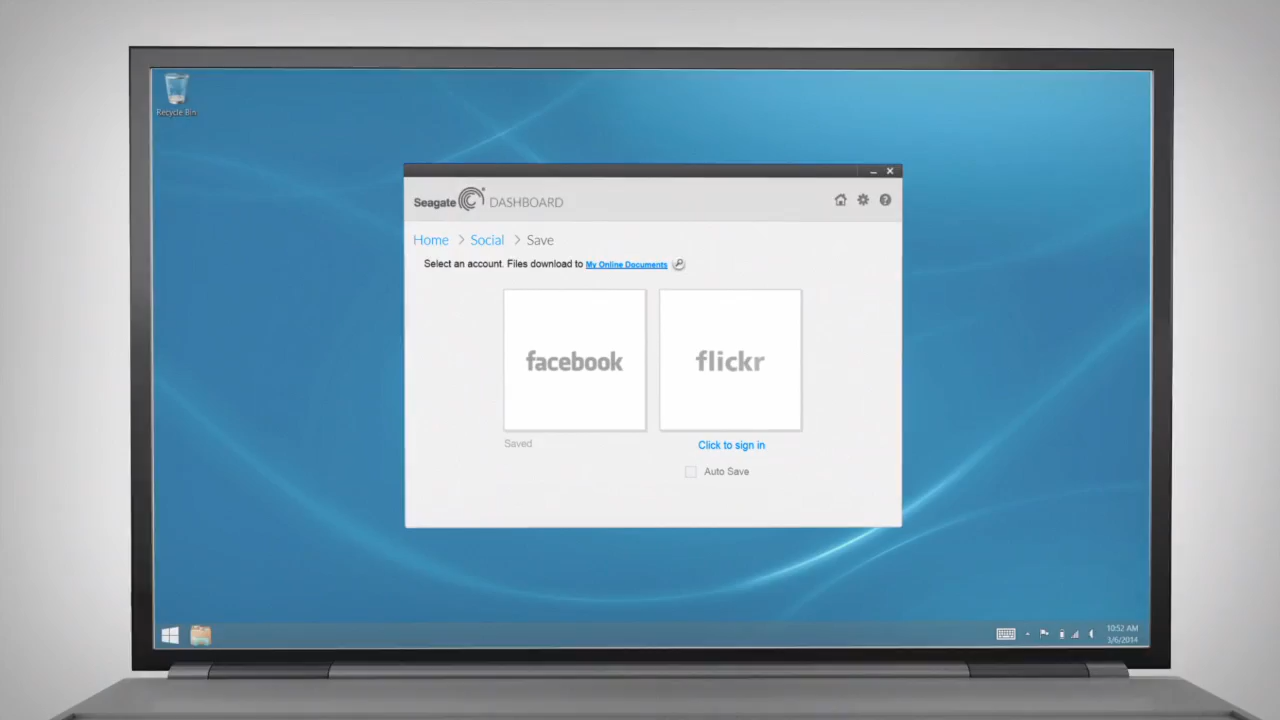 Recycle Bin
Seagate DASHBOARD
Home > Social > Save
Select an account. Files download to My Online Documents
facebook
flickr
Saved
Click to sign in
Auto Save
10:52 AM
3/6/2014